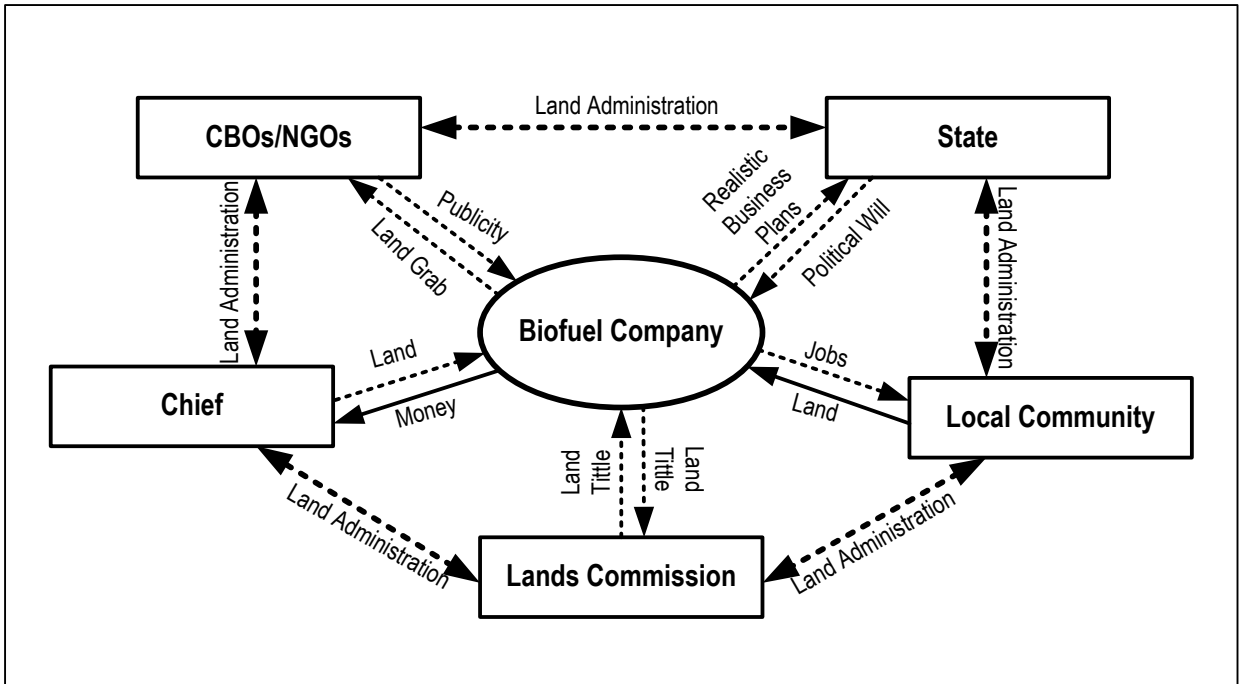 Land Administration
CBOs/NGOs
State
Realistic
Business
Plans
Political Will
Publicity
Land Grab
Land Administration
Land Administration
Biofuel Company
Land
Money
Jobs
Land
Chief
Local Community
Land
Tittle
Land
Tittle
Land Administration
Land Administration
Lands Commission